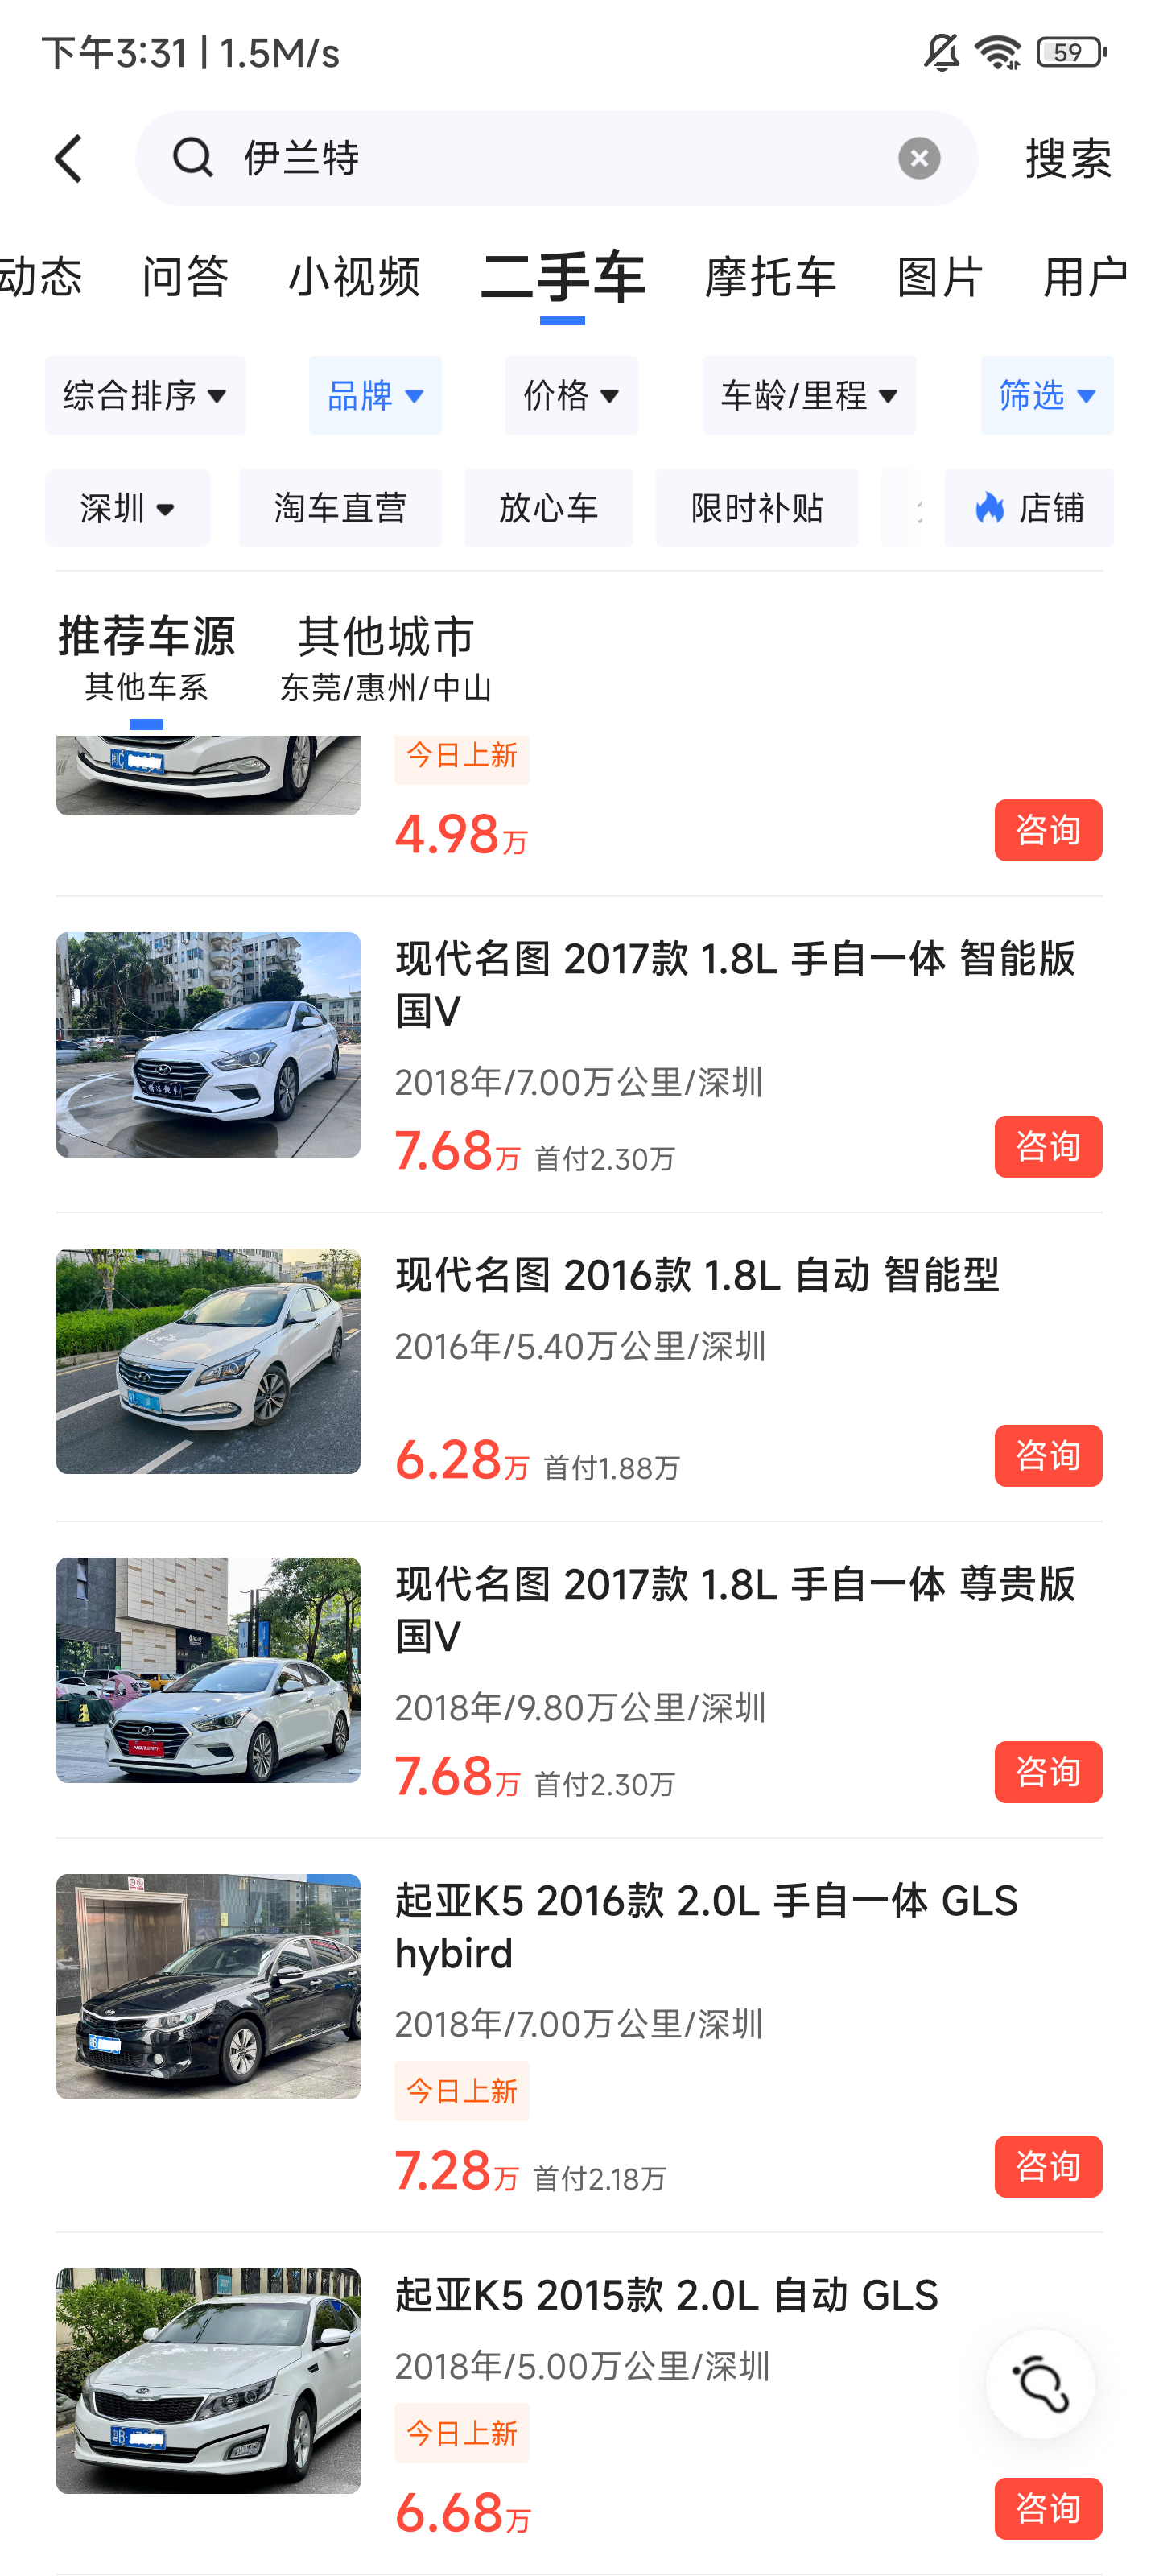 下午3:31 | 1.5M/s
59
伊兰特
搜索
动态 问答 小视频 二手车 摩托车 图片 用户
综合排序 品牌 价格 车龄/里程 筛选
深圳 淘车直营 放心车 限时补贴 店铺
推荐车源 其他城市
其他车系 东莞/惠州/中山
今日上新
4.98万
咨询
现代名图 2017款 1.8L 手自一体 智能版
国V
2018年/7.00万公里/深圳
7.68万 首付2.30万
咨询
现代名图 2016款 1.8L 自动 智能型
2016年/5.40万公里/深圳
6.28万 首付1.88万
咨询
现代名图 2017款 1.8L 手自一体 尊贵版
国V
2018年/9.80万公里/深圳
7.68万 首付2.30万
咨询
起亚K5 2016款 2.0L 手自一体 GLS
hybird
2018年/7.00万公里/深圳
今日上新
7.28万 首付2.18万
咨询
起亚K5 2015款 2.0L 自动 GLS
2018年/5.00万公里/深圳
今日上新
6.68万
咨询